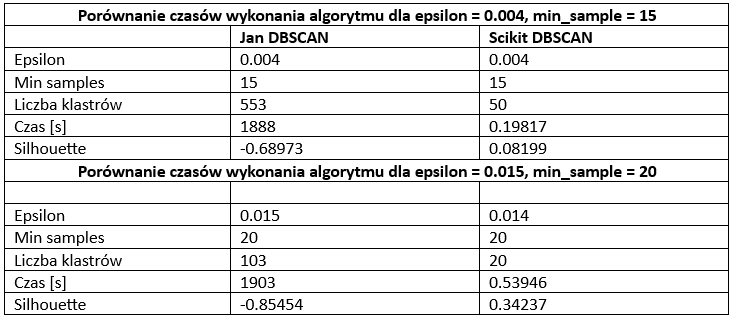 Porównanie czasów wykonania algorytmu dla epsilon = 0.004, min_sample = 15
Jan DBSCAN Scikit DBSCAN
Epsilon 0.004 0.004
Min samples 15 15
Liczba klastrów 553 50
Czas [s] 1888 0.19817
Silhouette -0.68973 0.08199
Porównanie czasów wykonania algorytmu dla epsilon = 0.015, min_sample = 20
Epsilon 0.015 0.014
Min samples 20 20
Liczba klastrów 103 20
Czas [s] 1903 0.53946
Silhouette -0.85454 0.34237